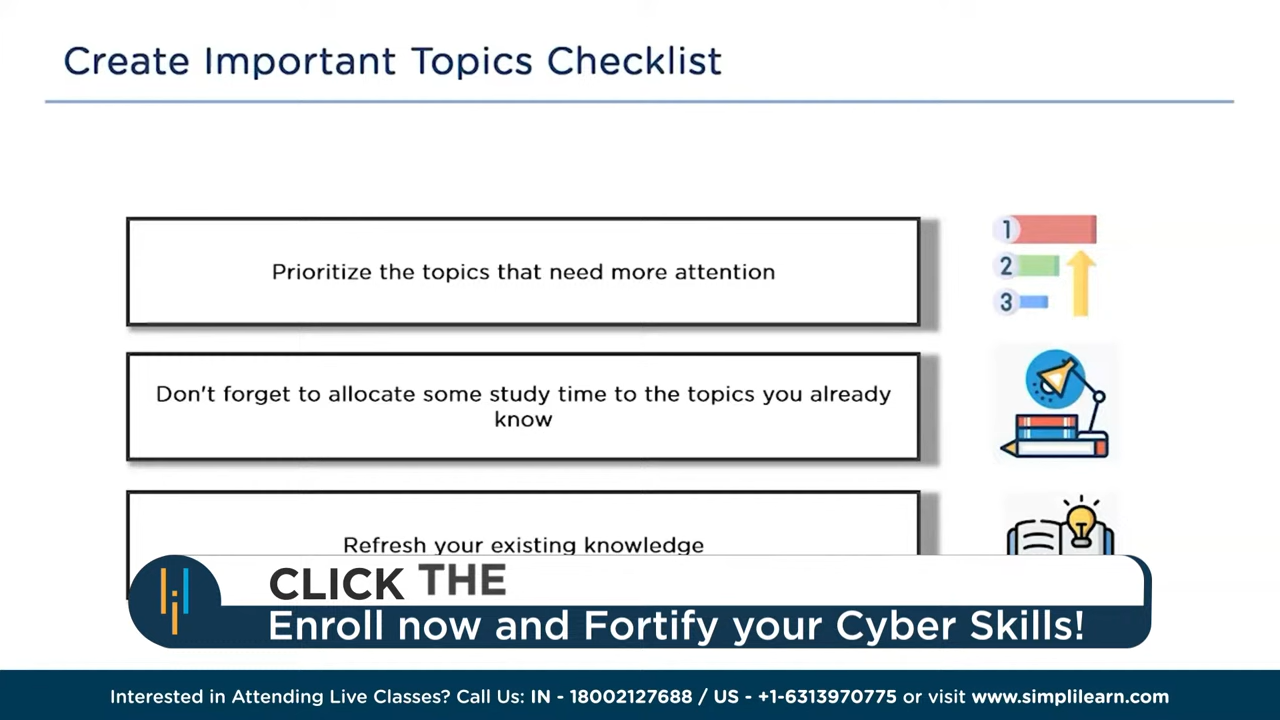 Create Important Topics Checklist
Prioritize the topics that need more attention
1
2
3
Don't forget to allocate some study time to the topics you already
know
Refresh your existing knowledge
CLICK THE
Enroll now and Fortify your Cyber Skills!
Interested in Attending Live Classes? Call Us: IN - 18002127688 / US - +1-6313970775 or visit www.simplilearn.com